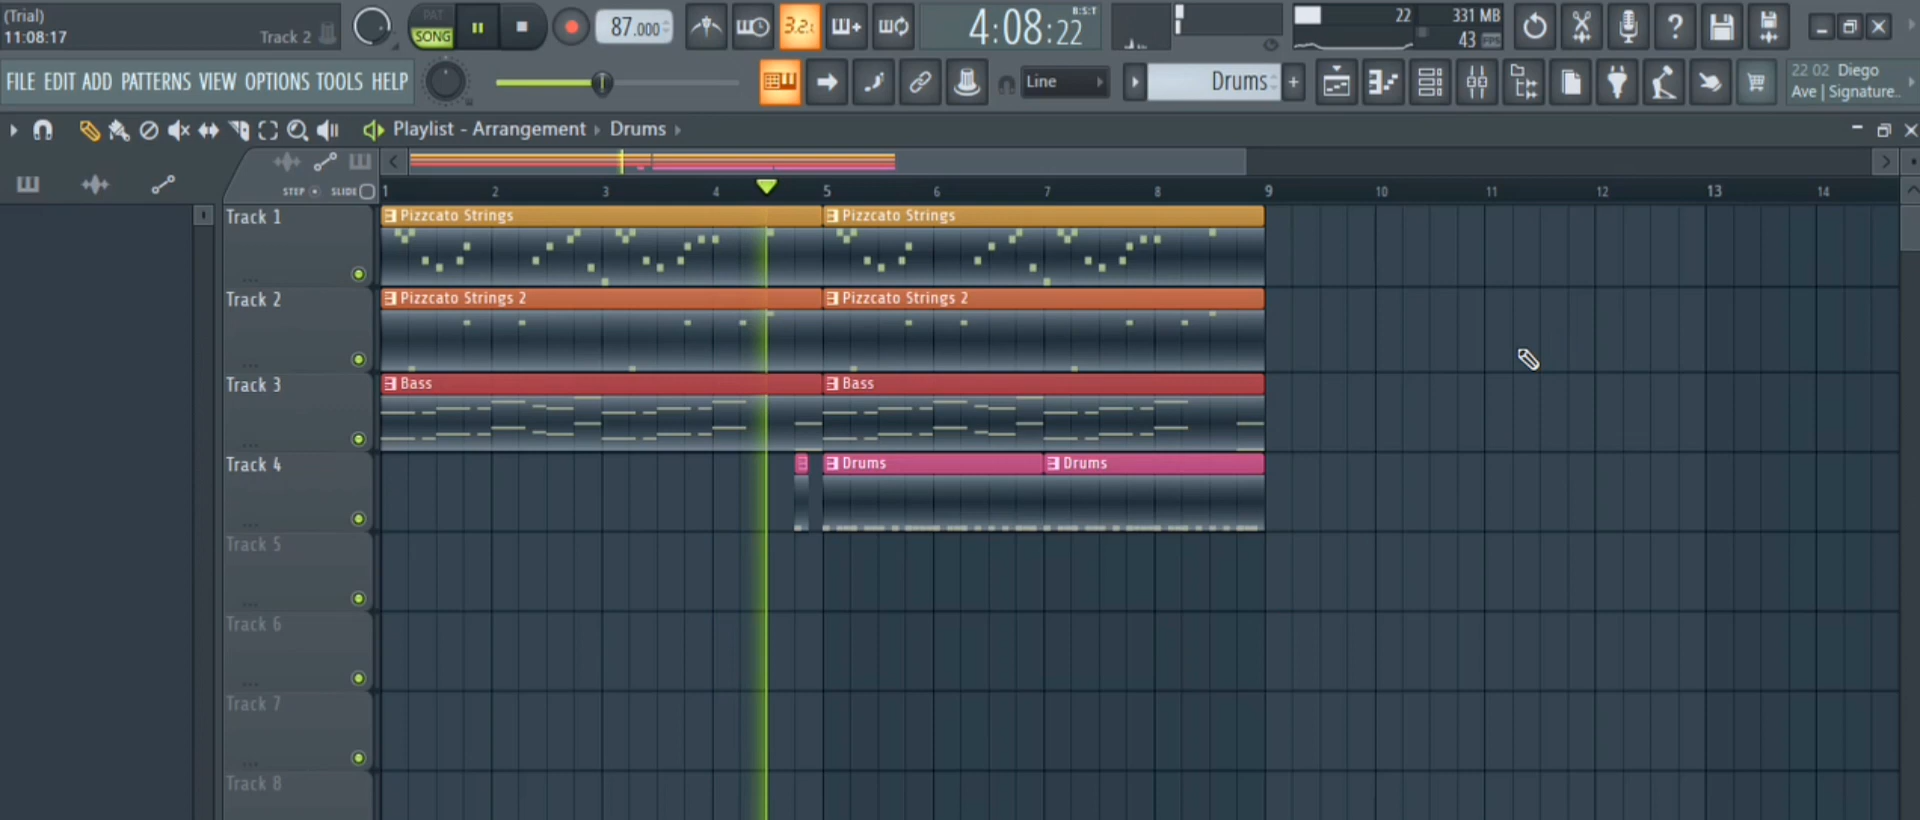 (Trial)
11:08:17
Track 2
PAT
SONG
87.000
3.2.
4:08:22
B:S:T
22
331 MB
43
FILE EDIT ADD PATTERNS VIEW OPTIONS TOOLS HELP
Line
Drums
22 02 Diego
Ave | Signature..
Playlist - Arrangement
Drums
STEP
SLIDE
1 2 3 4 5 6 7 8 9 10 11 12 13 14
Track 1
Pizzcato Strings
Pizzcato Strings
Track 2
Pizzcato Strings 2
Pizzcato Strings 2
Track 3
Bass
Bass
Track 4
Drums
Drums
Track 5
Track 6
Track 7
Track 8